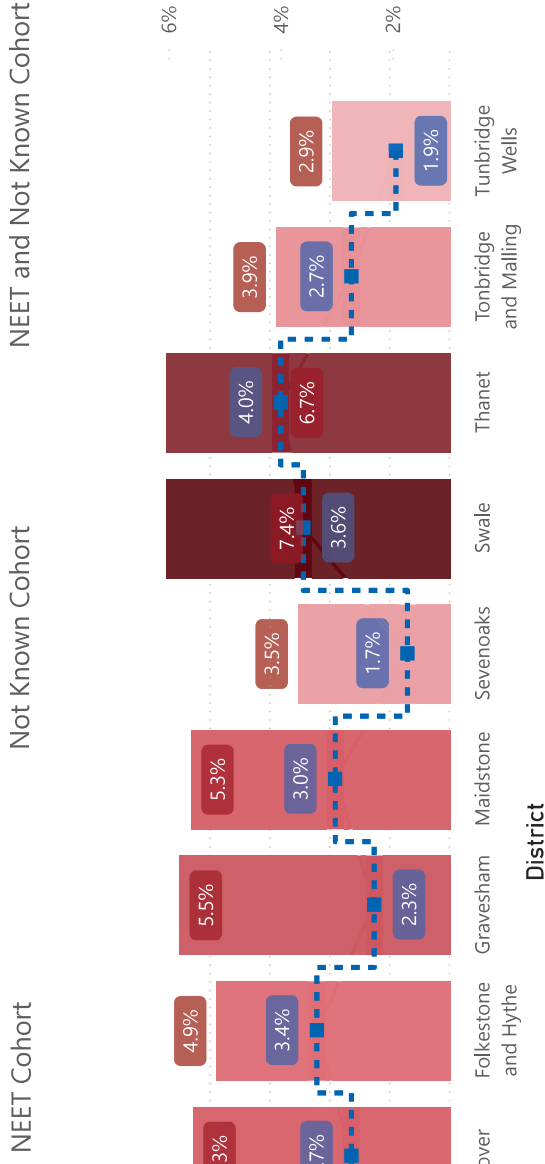 NEET Cohort
Not Known Cohort
NEET and Not Known Cohort
6%
4%
2%
3%
.7%
4.9%
3.4%
5.5%
2.3%
5.3%
3.0%
3.5%
1.7%
7.4%
3.6%
4.0%
6.7%
3.9%
2.7%
2.9%
1.9%
over
Folkestone
and Hythe
Gravesham
Maidstone
Sevenoaks
Swale
Thanet
Tonbridge
and Malling
Tunbridge
Wells
District